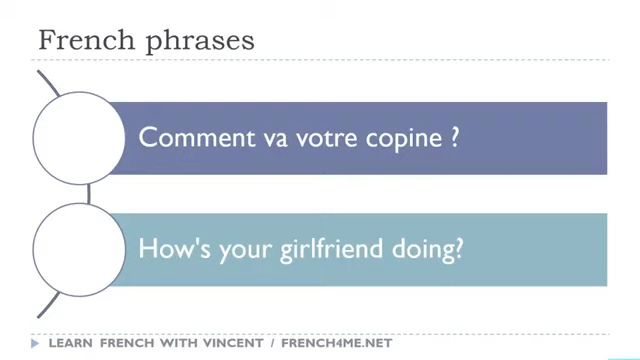 French phrases
Comment va votre copine ?
How's your girlfriend doing?
LEARN FRENCH WITH VINCENT / FRENCH4ME.NET